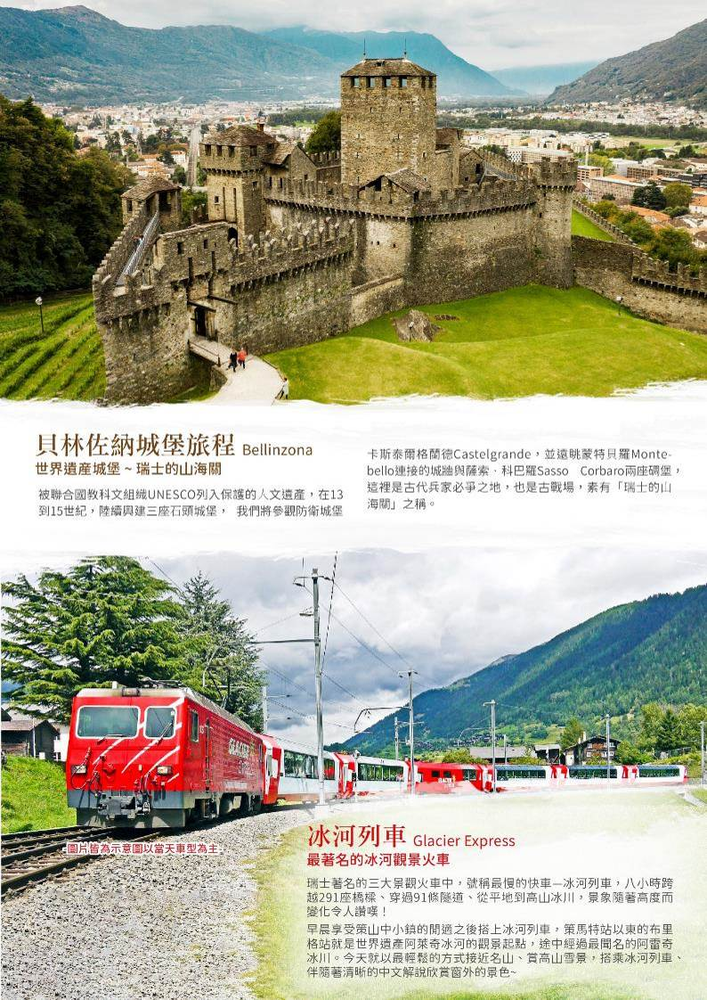 貝林佐納城堡旅程 Bellinzona
世界遺產城堡 ~ 瑞士的山海關
被聯合國教科文組織UNESCO列入保護的人文遺產，在13
到15世紀，陸續興建三座石頭城堡， 我們將參觀防衛城堡
卡斯泰爾格蘭德Castelgrande，並遠眺蒙特貝羅Monte-
bello連接的城牆與薩索‧科巴羅Sasso Corbaro兩座碉堡，
這裡是古代兵家必爭之地，也是古戰場，素有「瑞士的山
海關」之稱。
GLACIER
圖片皆為示意圖以當天車型為主
冰河列車 Glacier Express
最著名的冰河觀景火車
瑞士著名的三大景觀火車中，號稱最慢的快車—冰河列車，八小時跨
越291座橋樑、穿過91條隧道、從平地到高山冰川，景象隨著高度而
變化令人讚嘆！
早晨享受策山中小鎮的閒適之後搭上冰河列車，策馬特站以東的布里
格站就是世界遺產阿萊奇冰河的觀景起點，途中經過最聞名的阿雷奇
冰川。今天就以最輕鬆的方式接近名山、賞高山雪景，搭乘冰河列車、
伴隨著清晰的中文解說欣賞窗外的景色~